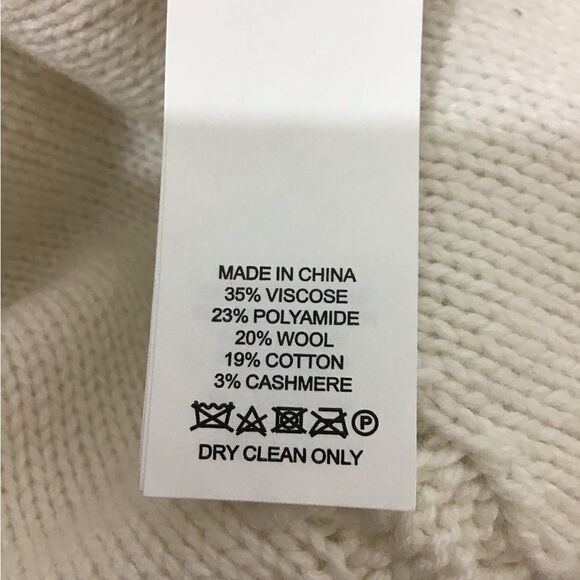 MADE IN CHINA
35% VISCOSE
23% POLYAMIDE
20% WOOL
19% COTTON
3% CASHMERE
P
DRY CLEAN ONLY